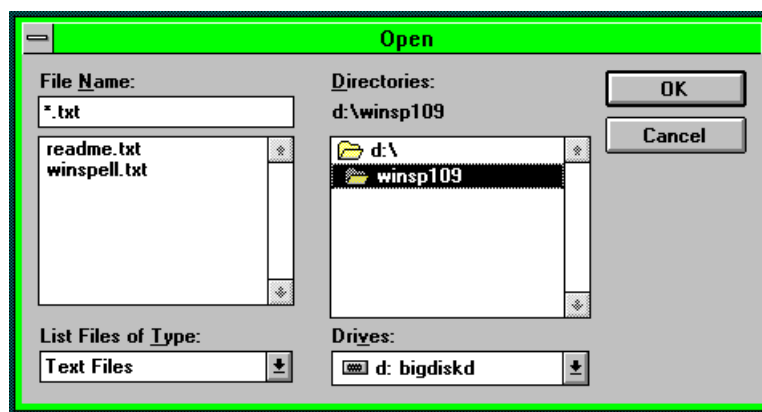 Open
File Name:
*.txt
readme.txt
winspell.txt
List Files of Type:
Text Files
Directories:
d:\winsp109
d:\
winsp109
Drives:
d: bigdiskd
OK
Cancel